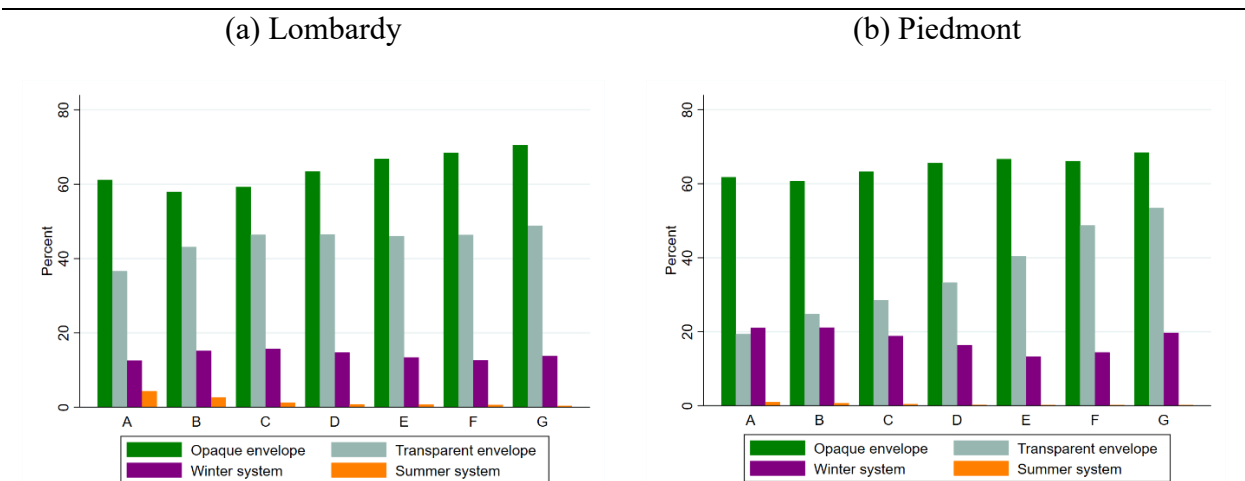 (a) Lombardy
(b) Piedmont
80
60
40
20
0
Percent
A B C D E F G
Opaque envelope Transparent envelope
Winter system Summer system
80
60
40
20
0
Percent
A B C D E F G
Opaque envelope Transparent envelope
Winter system Summer system